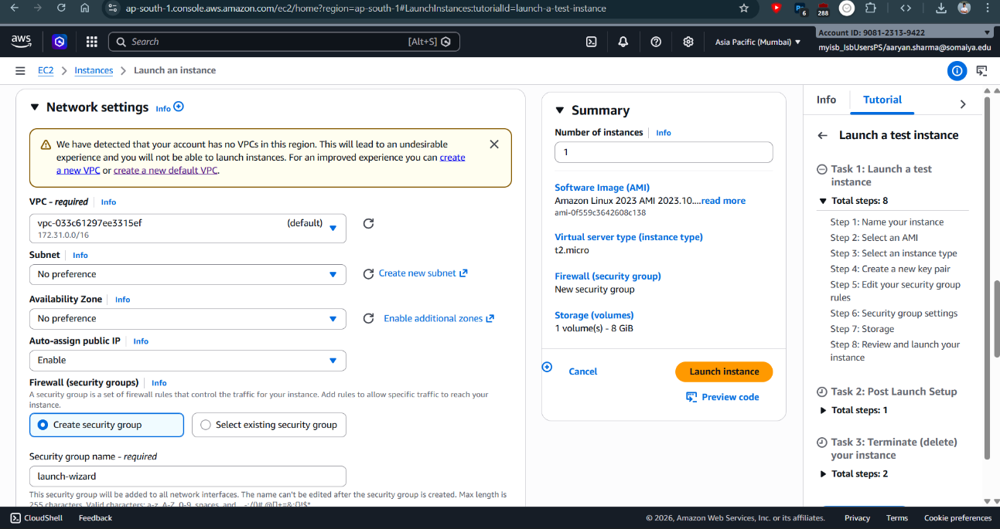 ap-south-1.console.aws.amazon.com/ec2/home?region=ap-south-1#LaunchInstances:tutorialId=launch-a-test-instance
6
288
aws
Search
[Alt+S]
Asia Pacific (Mumbai)
Account ID: 9081-2313-9422
myisb_IsbUsersPS/aaryan.sharma@somaiya.edu
EC2
Instances
Launch an instance
Network settings Info
We have detected that your account has no VPCs in this region. This will lead to an undesirable
experience and you will not be able to launch instances. For an improved experience you can create
a new VPC or create a new default VPC.
VPC - required Info
vpc-033c61297ee3315ef (default)
172.31.0.0/16
Subnet Info
No preference
Create new subnet
Availability Zone Info
No preference
Enable additional zones
Auto-assign public IP Info
Enable
Firewall (security groups) Info
A security group is a set of firewall rules that control the traffic for your instance. Add rules to allow specific traffic to reach your
instance.
Create security group
Select existing security group
Security group name - required
launch-wizard
This security group will be added to all network interfaces. The name can't be edited after the security group is created. Max length is
255 characters. Valid characters: a-z, A-Z, 0-9, spaces, and
Summary
Number of instances Info
1
Software Image (AMI)
Amazon Linux 2023 AMI 2023.10....read more
ami-0f559c3642608c138
Virtual server type (instance type)
t2.micro
Firewall (security group)
New security group
Storage (volumes)
1 volume(s) - 8 GiB
Cancel
Launch instance
Preview code
Info
Tutorial
Launch a test instance
Task 1: Launch a test
instance
Total steps: 8
Step 1: Name your instance
Step 2: Select an AMI
Step 3: Select an instance type
Step 4: Create a new key pair
Step 5: Edit your security group
rules
Step 6: Security group settings
Step 7: Storage
Step 8: Review and launch your
instance
Task 2: Post Launch Setup
Total steps: 1
Task 3: Terminate (delete)
your instance
Total steps: 2
CloudShell
Feedback
© 2026, Amazon Web Services, Inc. or its affiliates.
Privacy
Terms
Cookie preferences